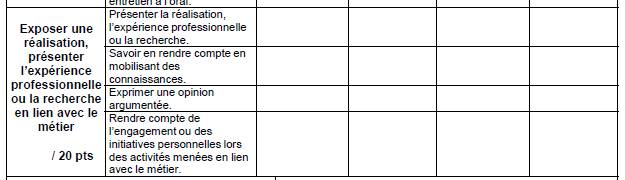 entretien à l'oral.
Exposer une
réalisation,
présenter
l'expérience
professionnelle
ou la recherche
en lien avec le
métier
/ 20 pts
Présenter la réalisation,
l'expérience professionnelle
ou la recherche.
Savoir en rendre compte en
mobilisant des
connaissances.
Exprimer une opinion
argumentée.
Rendre compte de
l'engagement ou des
initiatives personnelles lors
des activités menées en lien
avec le métier.